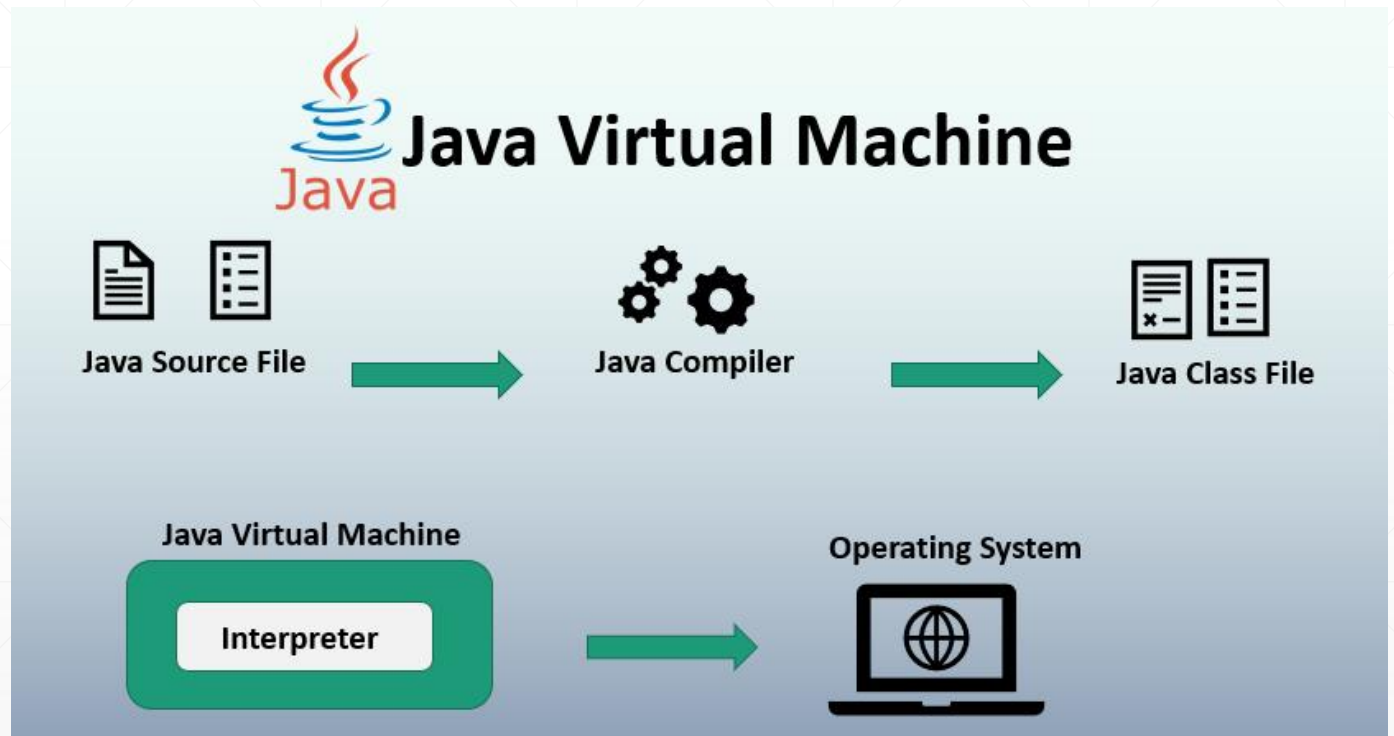 Java
Java Virtual Machine
Java Source File
Java Compiler
Java Class File
Java Virtual Machine
Interpreter
Operating System